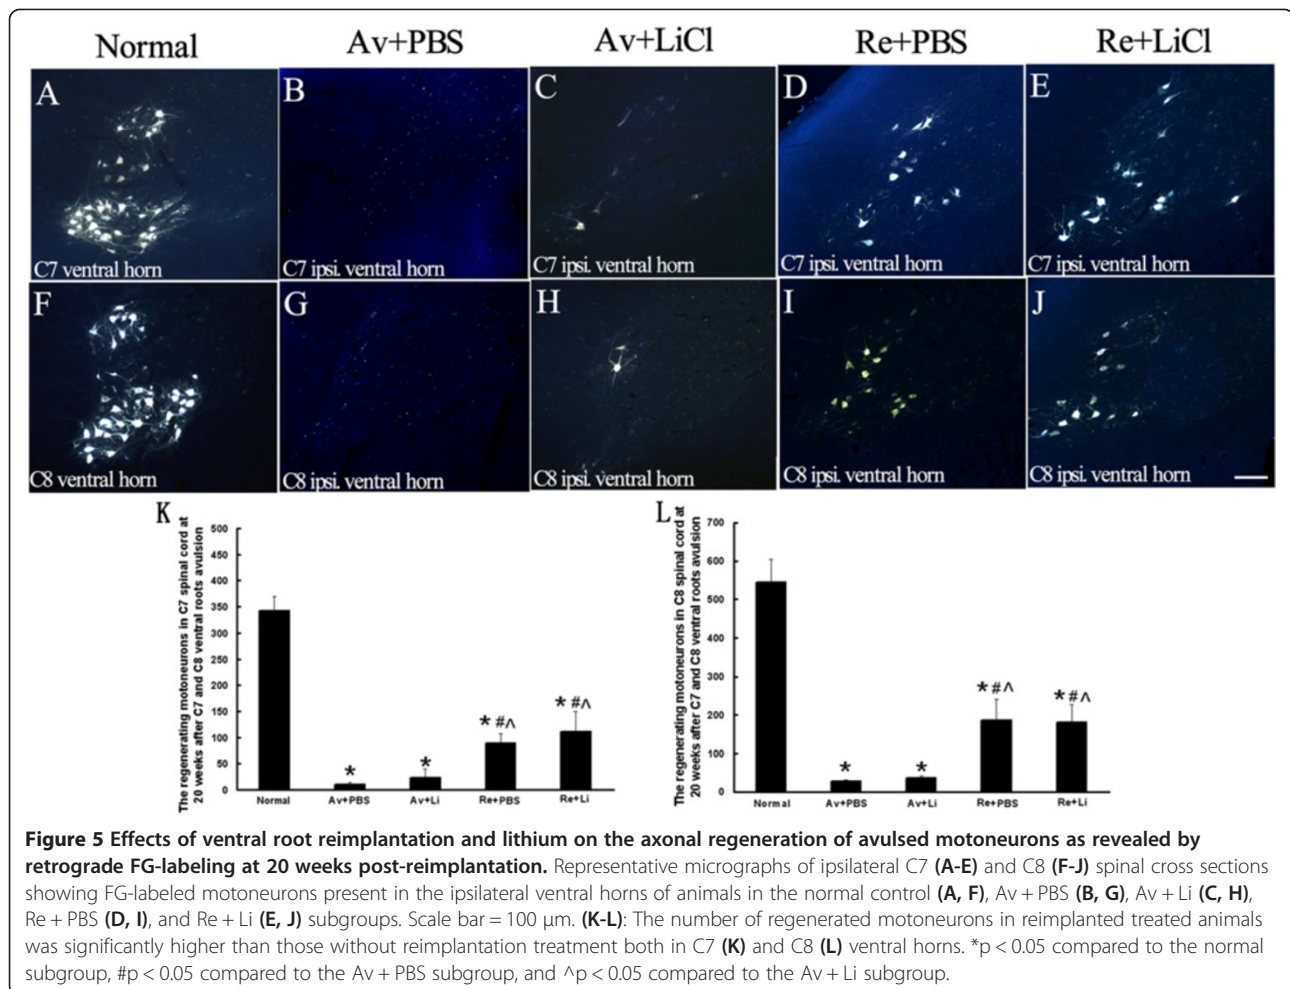 Normal Av+PBS Av+LiCl Re+PBS Re+LiCl
A B C D E
C7 ventral horn C7 ipsi. ventral horn C7 ipsi. ventral horn C7 ipsi. ventral horn C7 ipsi. ventral horn
F G H I J
C8 ventral horn C8 ipsi. ventral horn C8 ipsi. ventral horn C8 ipsi. ventral horn C8 ipsi. ventral horn
K
The regenerating motoneurons in C7 spinal cord at
20 weeks after C7 and C8 ventral roots avulsion
500
450
400
350
300
250
200
150
100
50
0
* * * #^ * #^
Normal Av+PBS Av+Li Re+PBS Re+Li
L
The regenerating motoneurons in C8 spinal cord at
20 weeks after C7 and C8 ventral roots avulsion
700
600
500
400
300
200
100
0
* * *#^ *#^
Normal Av+PBS Av+Li Re+PBS Re+Li
Figure 5 Effects of ventral root reimplantation and lithium on the axonal regeneration of avulsed motoneurons as revealed by
retrograde FG-labeling at 20 weeks post-reimplantation. Representative micrographs of ipsilateral C7 (A-E) and C8 (F-J) spinal cross sections
showing FG-labeled motoneurons present in the ipsilateral ventral horns of animals in the normal control (A, F), Av + PBS (B, G), Av + Li (C, H),
Re + PBS (D, I), and Re + Li (E, J) subgroups. Scale bar = 100 μm. (K-L): The number of regenerated motoneurons in reimplanted treated animals
was significantly higher than those without reimplantation treatment both in C7 (K) and C8 (L) ventral horns. *p < 0.05 compared to the normal
subgroup, #p < 0.05 compared to the Av + PBS subgroup, and ^p < 0.05 compared to the Av + Li subgroup.